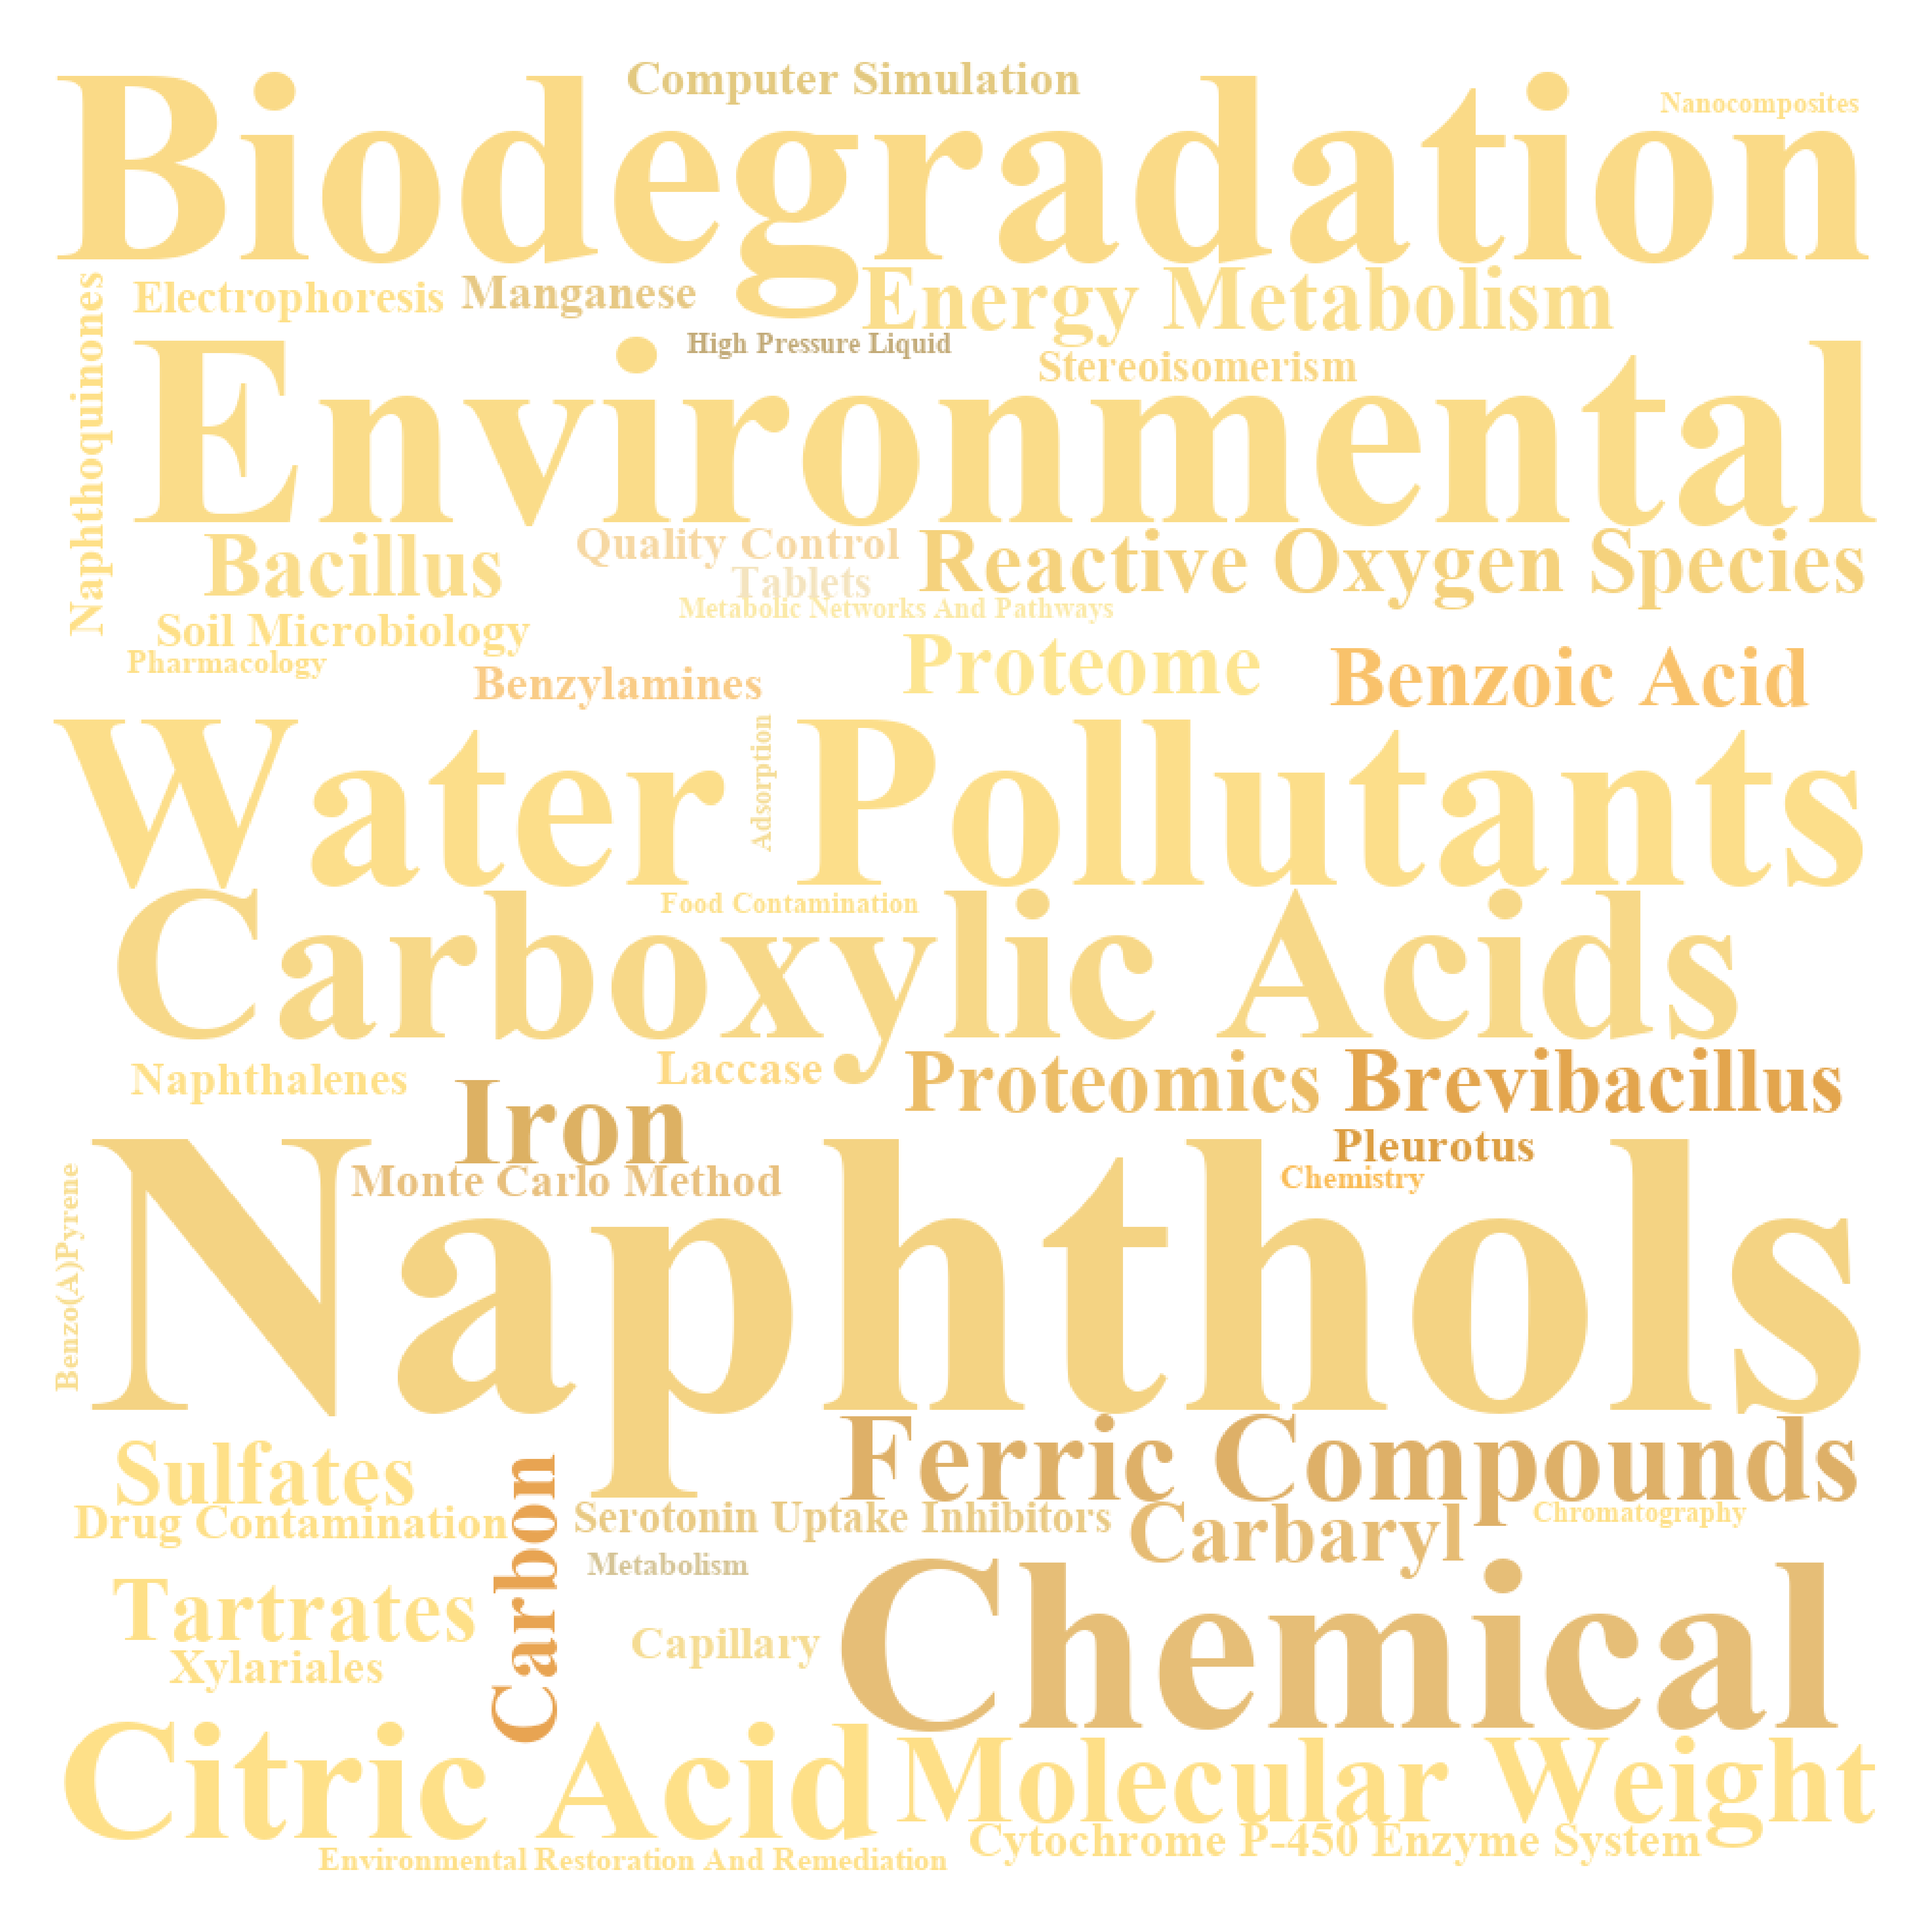 Computer Simulation
Nanocomposites
Biodegradation
Electrophoresis
Manganese
Energy Metabolism
Naphthoquinones
High Pressure Liquid
Stereoisomerism
Environmental
Bacillus
Quality Control
Reactive Oxygen Species
Tablets
Metabolic Networks And Pathways
Soil Microbiology
Pharmacology
Benzylamines
Proteome
Benzoic Acid
Water Pollutants
Adsorption
Food Contamination
Carboxylic Acids
Naphthalenes
Laccase
Proteomics
Brevibacillus
Iron
Pleurotus
Monte Carlo Method
Chemistry
Benzo(A)Pyrene
Naphthols
Sulfates
Ferric Compounds
Drug Contamination
Carbon
Serotonin Uptake Inhibitors
Carbaryl
Chromatography
Metabolism
Tartrates
Capillary
Chemical
Xylariales
Citric Acid
Molecular Weight
Cytochrome P-450 Enzyme System
Environmental Restoration And Remediation